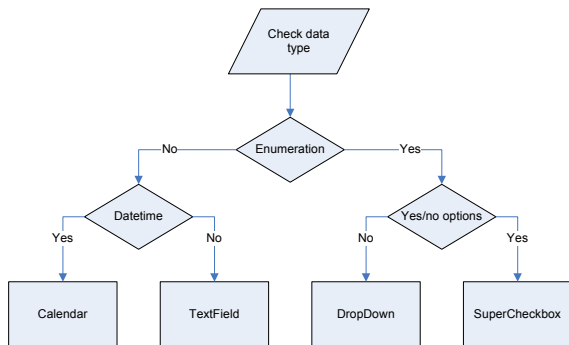 Check data
type
No
Enumeration
Yes
Datetime
Yes/no options
Yes
No
No
Yes
Calendar
TextField
DropDown
SuperCheckbox